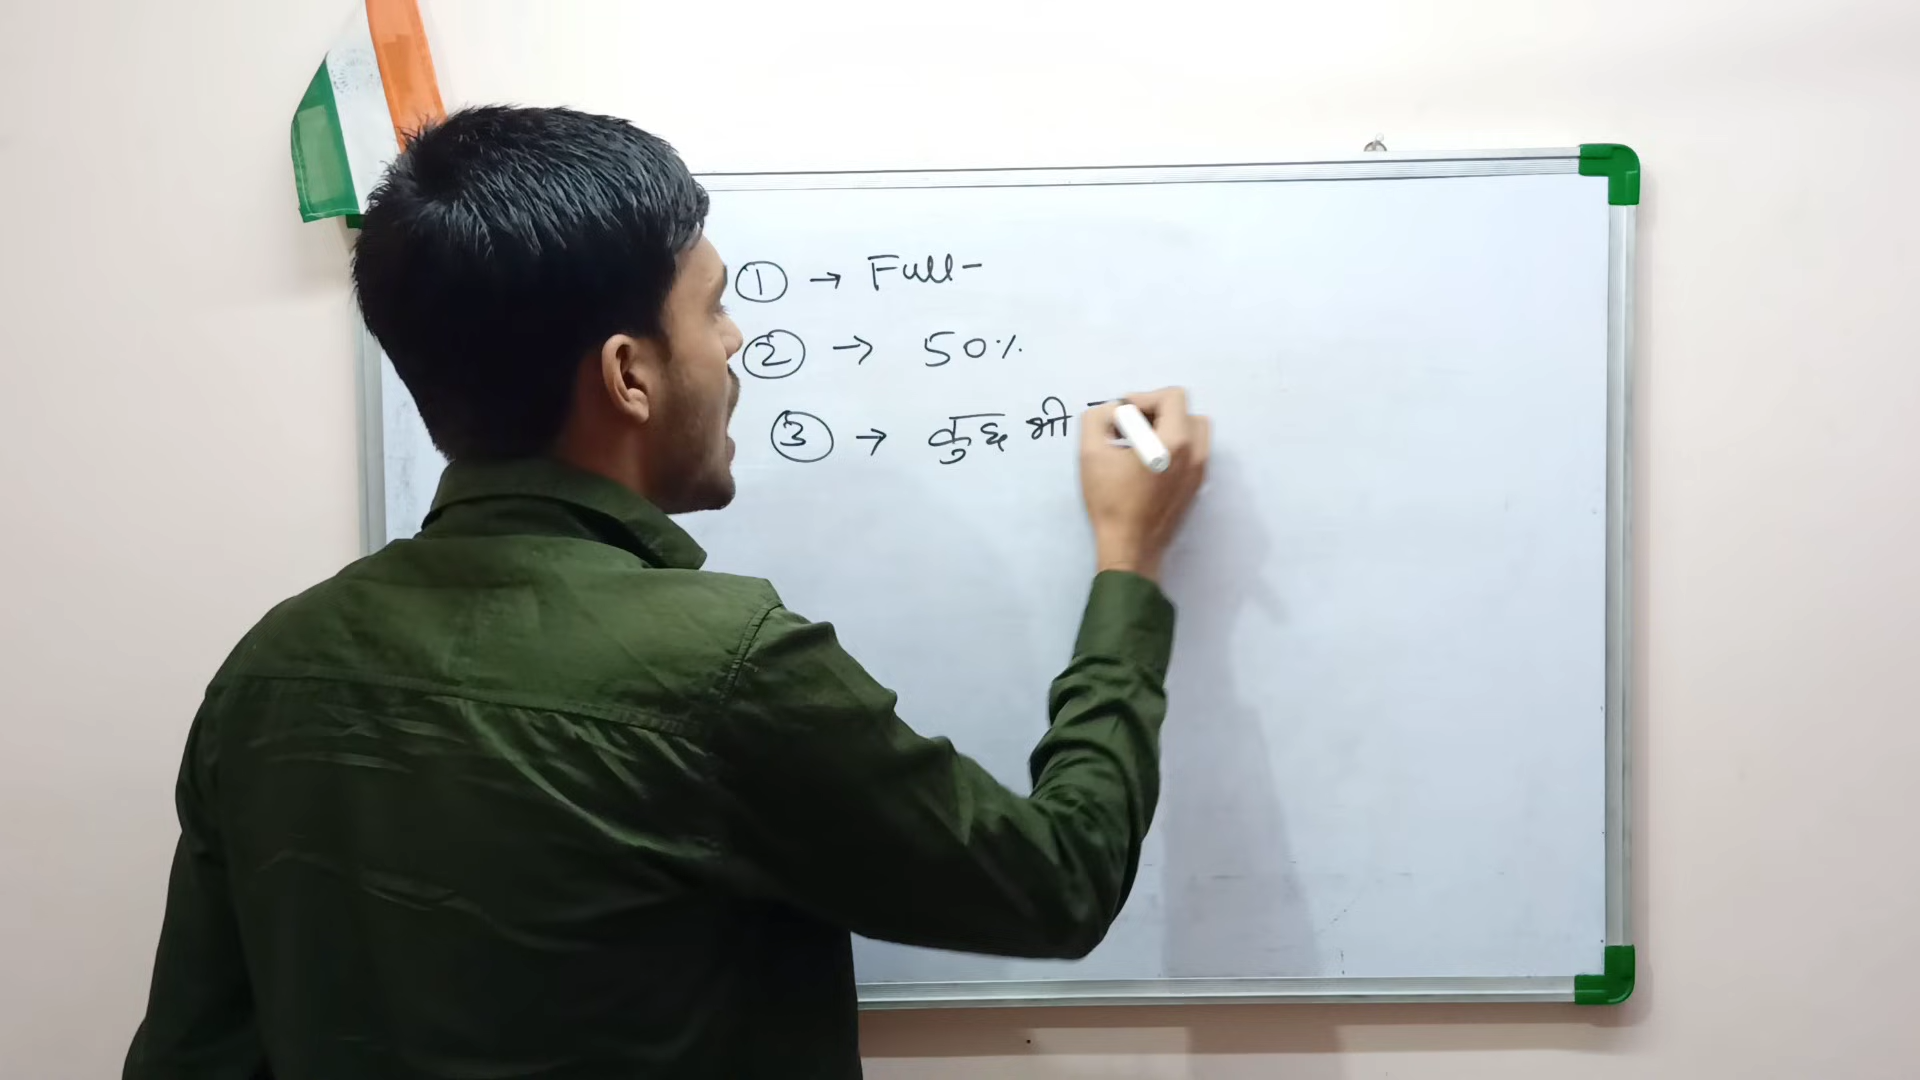 ① → Full-
② → 50%
③ → कुछ भी